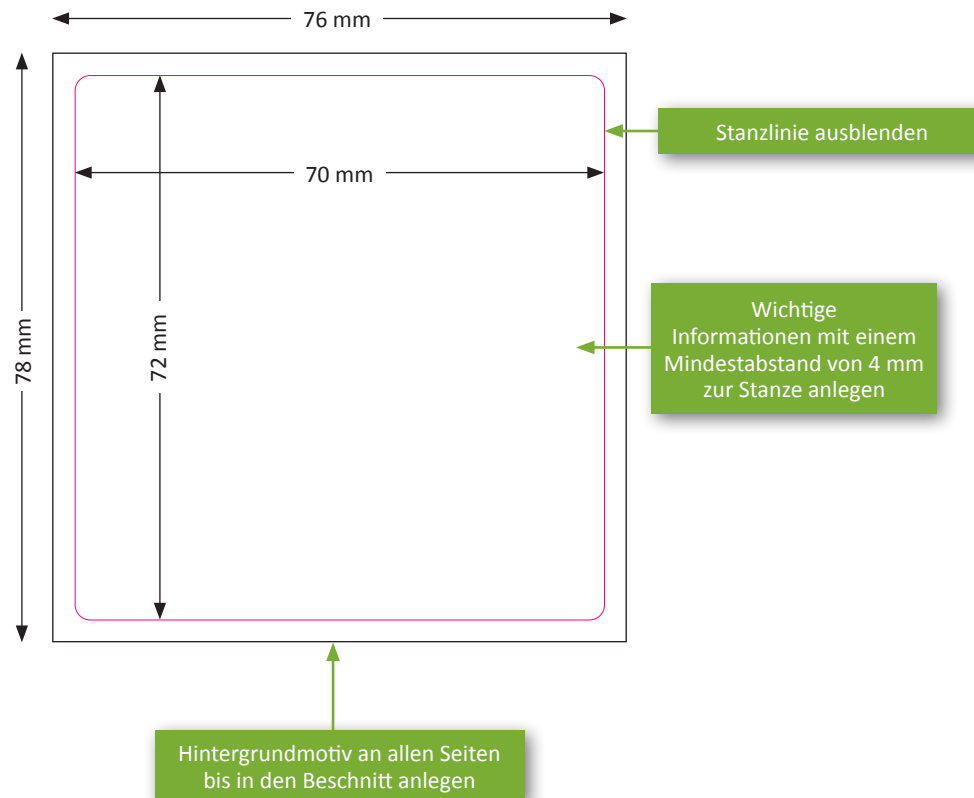 76 mm
Stanzlinie ausblenden
70 mm
78 mm
72 mm
Wichtige
Informationen mit einem
Mindestabstand von 4 mm
zur Stanze anlegen
Hintergrundmotiv an allen Seiten
bis in den Beschnitt anlegen